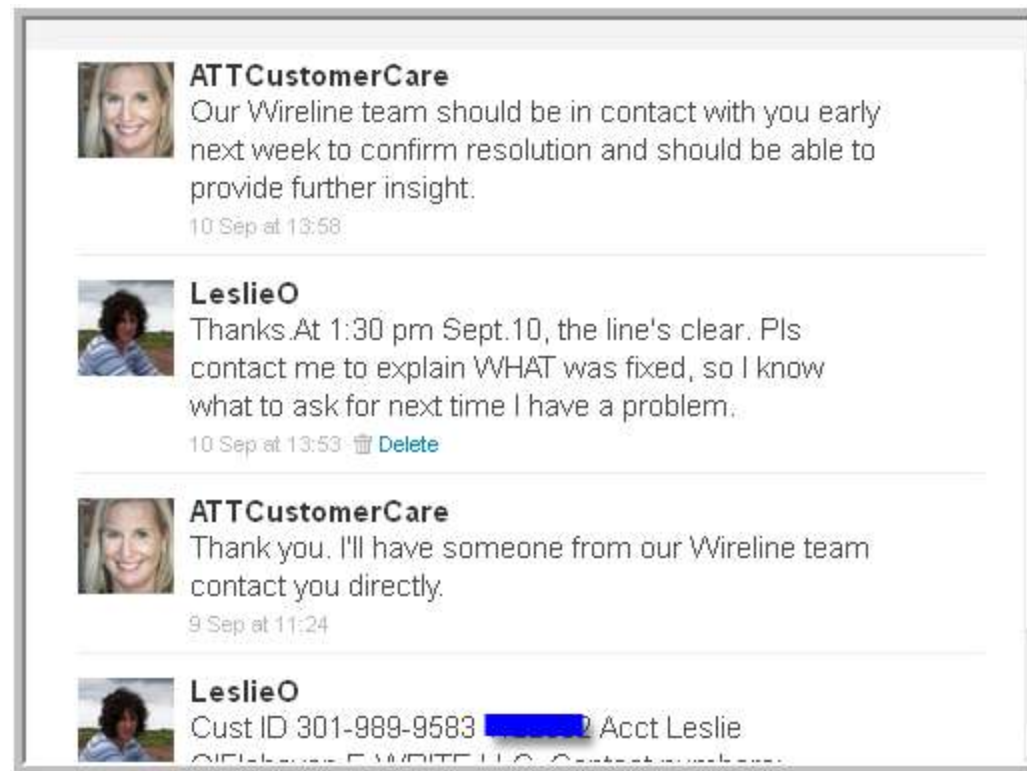 ATTCustomerCare
Our Wireline team should be in contact with you early
next week to confirm resolution and should be able to
provide further insight.
10 Sep at 13:58
LeslieO
Thanks.At 1:30 pm Sept.10, the line's clear. Pls
contact me to explain WHAT was fixed, so I know
what to ask for next time I have a problem.
10 Sep at 13:53 Delete
ATTCustomerCare
Thank you. I'll have someone from our Wireline team
contact you directly.
9 Sep at 11:24
LeslieO
Cust ID 301-989-9583 Acct Leslie